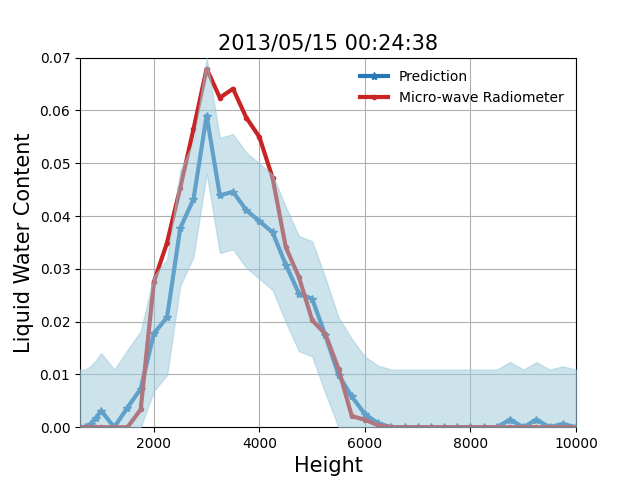 2013/05/15 00:24:38
Prediction
Micro-wave Radiometer
Liquid Water Content
0.07
0.06
0.05
0.04
0.03
0.02
0.01
0.00
2000 4000 6000 8000 10000
Height